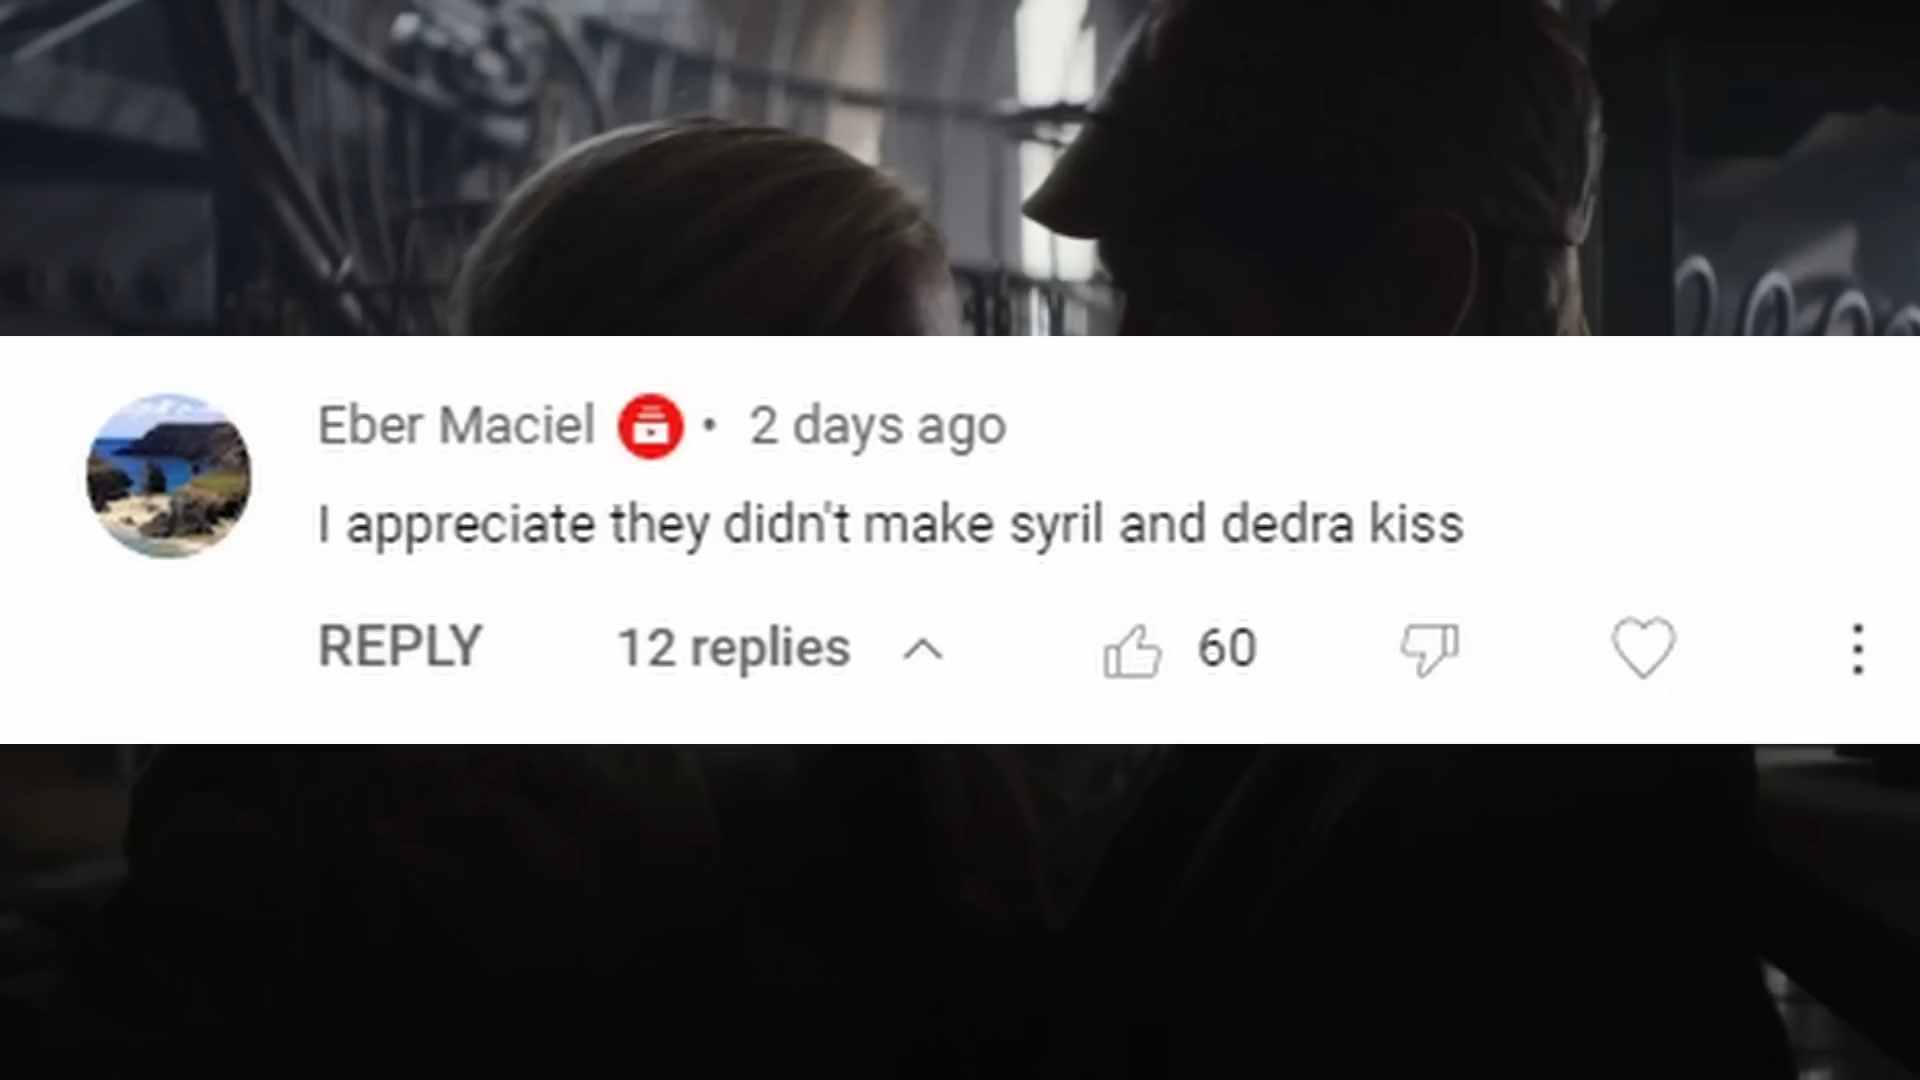 Eber Maciel • 2 days ago
I appreciate they didn't make syril and dedra kiss
REPLY 12 replies 60